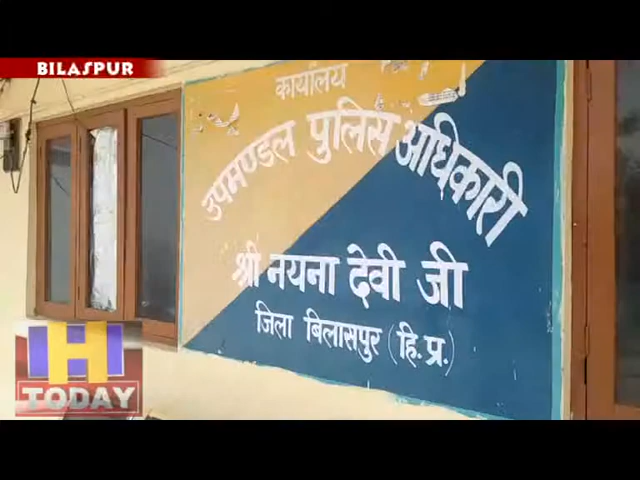 BILASPUR
कार्यालय
उपमण्डल पुलिस अधिकारी
श्री नयना देवी जी
जिला बिलासपुर (हि.प्र.)
H
TODAY